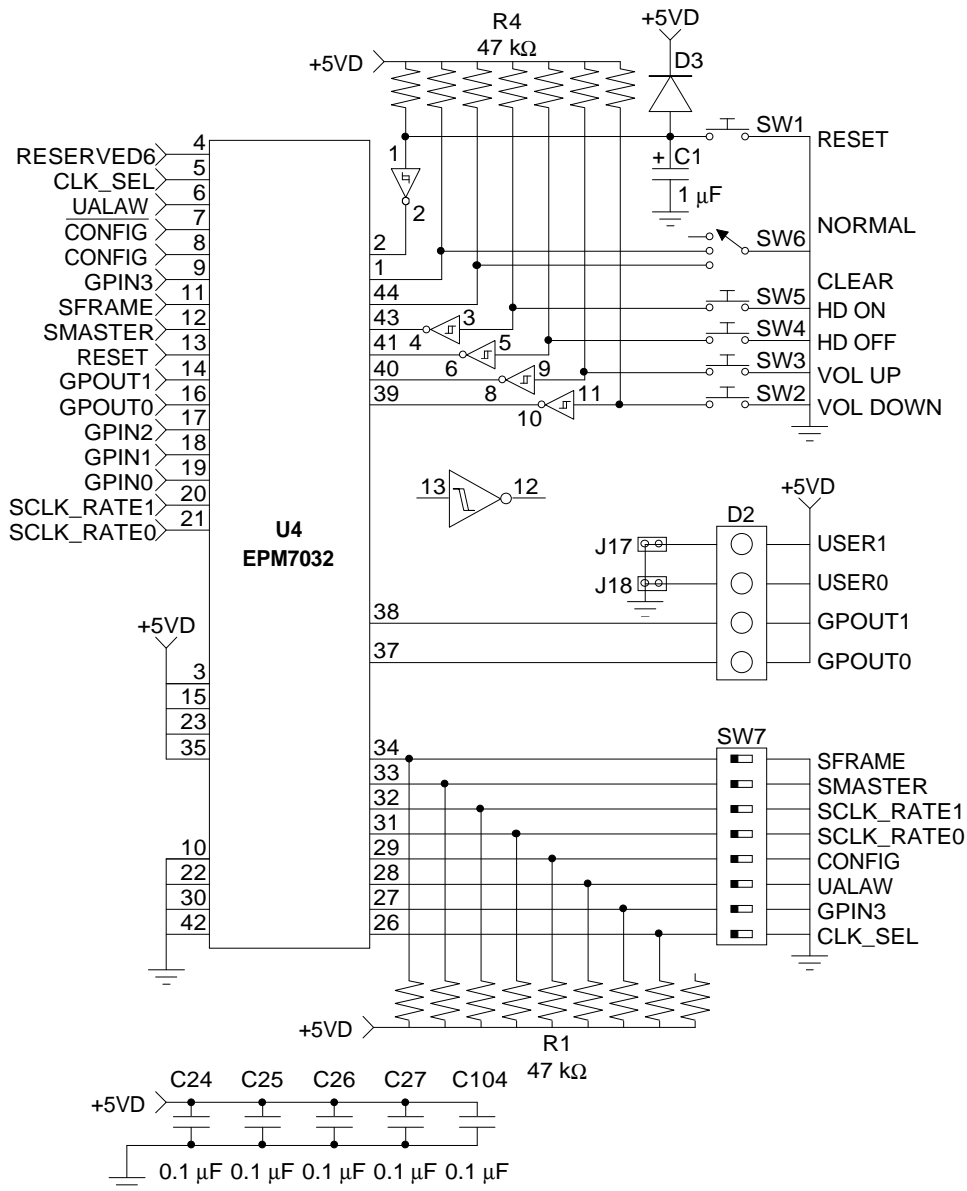 R4
47 kΩ
+5VD
+5VD
D3
SW1
RESET
+ C1
1 μF
1
2
NORMAL
SW6
CLEAR
SW5
HD ON
SW4
HD OFF
SW3
VOL UP
SW2
VOL DOWN
RESERVED6 4
CLK_SEL 5
UALAW 6
CONFIG 7
CONFIG 8
GPIN3 9
SFRAME 11
SMASTER 12
RESET 13
GPOUT1 14
GPOUT0 16
GPIN2 17
GPIN1 18
GPIN0 19
SCLK_RATE1 20
SCLK_RATE0 21
2
1
44
43 4 3
41 6 5
40 8 9
39 10 11
13 12
U4
EPM7032
+5VD
D2
J17 USER1
J18 USER0
38 GPOUT1
37 GPOUT0
+5VD
3
15
23
35
10
22
30
42
SW7
34 SFRAME
33 SMASTER
32 SCLK_RATE1
31 SCLK_RATE0
29 CONFIG
28 UALAW
27 GPIN3
26 CLK_SEL
+5VD
R1
47 kΩ
C24 C25 C26 C27 C104
+5VD
0.1 μF 0.1 μF 0.1 μF 0.1 μF 0.1 μF